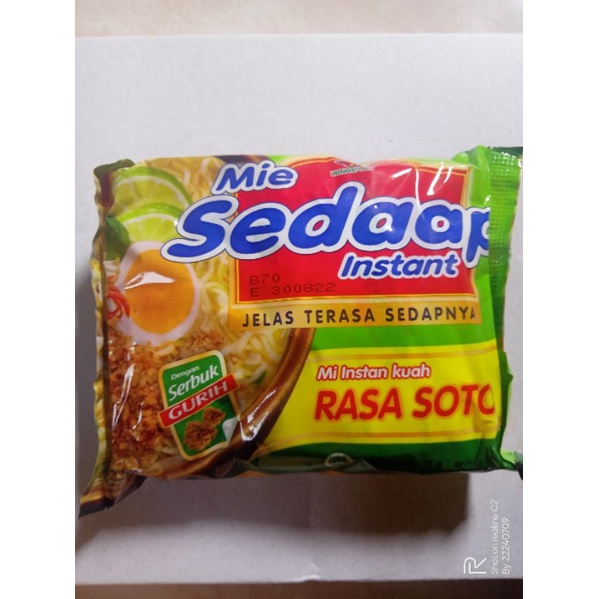 Mie
Sedaap
Instant
B70
E 300822
JELAS TERASA SEDAPNYA
Dengan
Serbuk
GURIH
Mi Instan kuah
RASA SOTO
Shot on realme C2
By 22240709